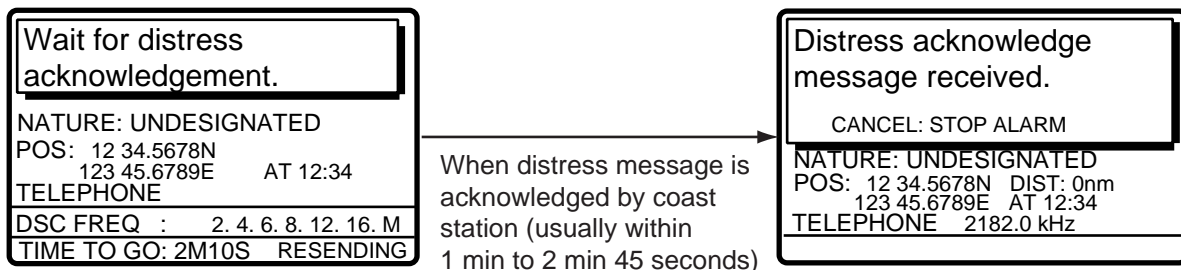 Wait for distress
acknowledgement.
NATURE: UNDESIGNATED
POS: 12 34.5678N
123 45.6789E AT 12:34
TELEPHONE
DSC FREQ : 2. 4. 6. 8. 12. 16. M
TIME TO GO: 2M10S RESENDING
When distress message is
acknowledged by coast
station (usually within
1 min to 2 min 45 seconds)
Distress acknowledge
message received.
CANCEL: STOP ALARM
NATURE: UNDESIGNATED
POS: 12 34.5678N DIST: 0nm
123 45.6789E AT 12:34
TELEPHONE 2182.0 kHz